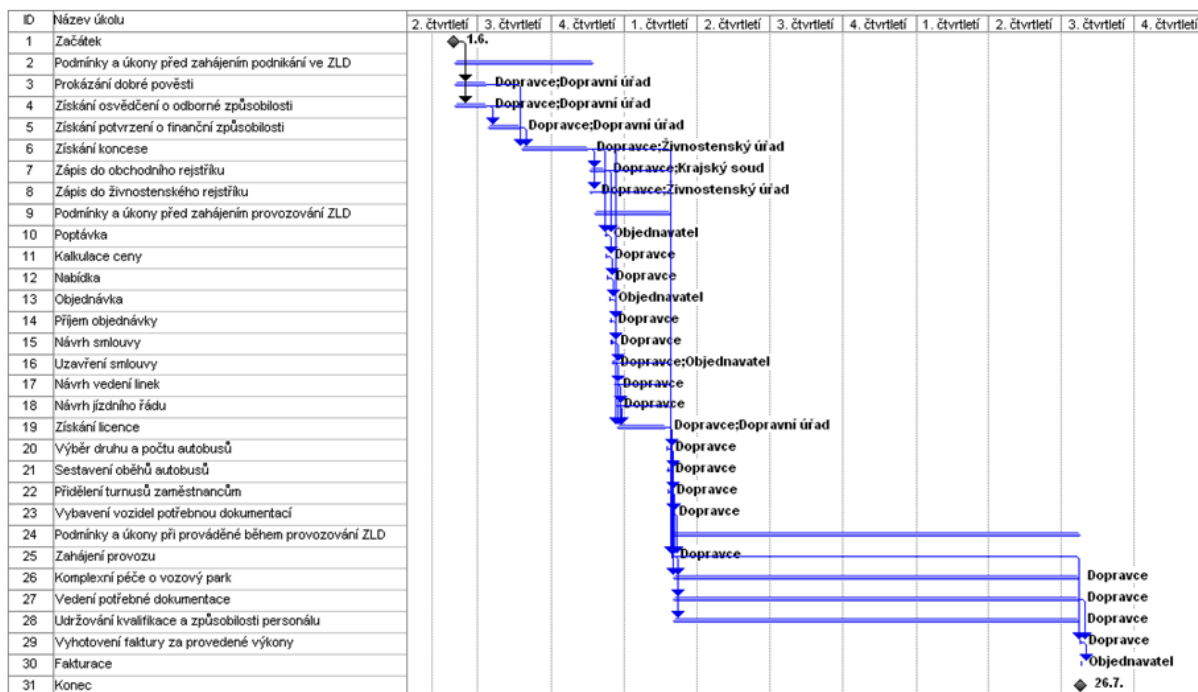 ID Název úkolu 2. čtvrtletí 3. čtvrtletí 4. čtvrtletí 1. čtvrtletí 2. čtvrtletí 3. čtvrtletí 4. čtvrtletí 1. čtvrtletí 2. čtvrtletí 3. čtvrtletí 4. čtvrtletí
1 Začátek 1.6.
2 Podmínky a úkony před zahájením podnikání ve ZLD
3 Prokázání dobré pověsti Dopravce;Dopravní úřad
4 Získání osvědčení o odborné způsobilosti Dopravce;Dopravní úřad
5 Získání potvrzení o finanční způsobilosti Dopravce;Dopravní úřad
6 Získání koncese Dopravce;Živnostenský úřad
7 Zápis do obchodního rejstříku Dopravce;Krajský soud
8 Zápis do živnostenského rejstříku Dopravce;Živnostenský úřad
9 Podmínky a úkony před zahájením provozování ZLD
10 Poptávka Objednavatel
11 Kalkulace ceny Dopravce
12 Nabídka Dopravce
13 Objednávka Objednavatel
14 Příjem objednávky Dopravce
15 Návrh smlouvy Dopravce
16 Uzavření smlouvy Dopravce;Objednavatel
17 Návrh vedení linek Dopravce
18 Návrh jízdního řádu Dopravce
19 Získání licence Dopravce;Dopravní úřad
20 Výběr druhu a počtu autobusů Dopravce
21 Sestavení oběhů autobusů Dopravce
22 Přidělení turnusů zaměstnancům Dopravce
23 Vybavení vozidel potřebnou dokumentací Dopravce
24 Podmínky a úkony při prováděné během provozování ZLD
25 Zahájení provozu Dopravce
26 Komplexní péče o vozový park Dopravce
27 Vedení potřebné dokumentace Dopravce
28 Udržování kvalifikace a způsobilosti personálu Dopravce
29 Vyhotovení faktury za provedené výkony Dopravce
30 Fakturace Objednavatel
31 Konec 26.7.